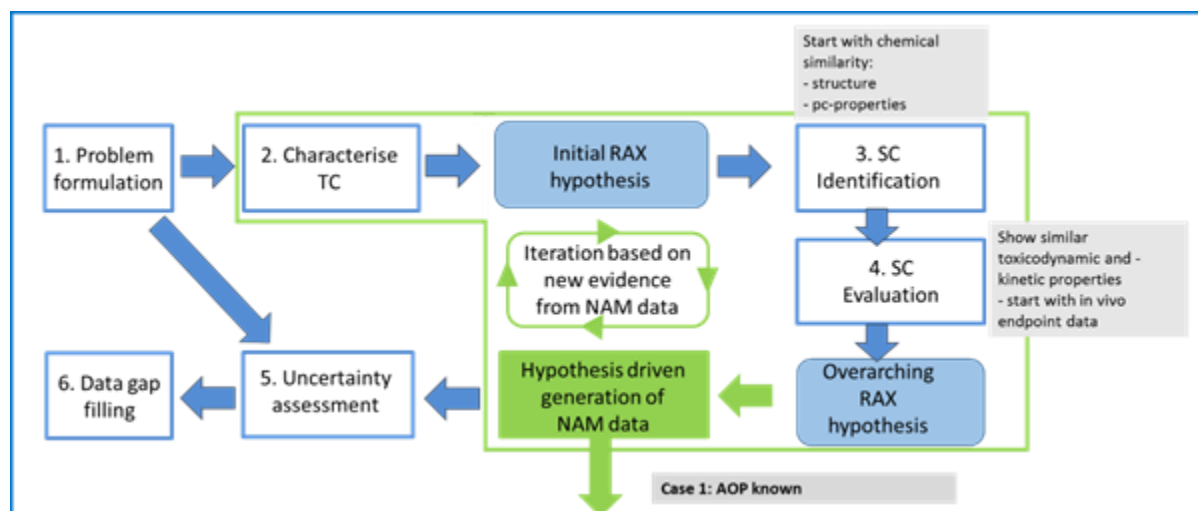 Start with chemical
similarity:
- structure
- pc-properties
1. Problem
formulation
2. Characterise
TC
Initial RAX
hypothesis
3. SC
Identification
Iteration based on
new evidence
from NAM data
4. SC
Evaluation
Show similar
toxicodynamic and -
kinetic properties
- start with in vivo
endpoint data
6. Data gap
filling
5. Uncertainty
assessment
Hypothesis driven
generation of
NAM data
Overarching
RAX
hypothesis
Case 1: AOP known